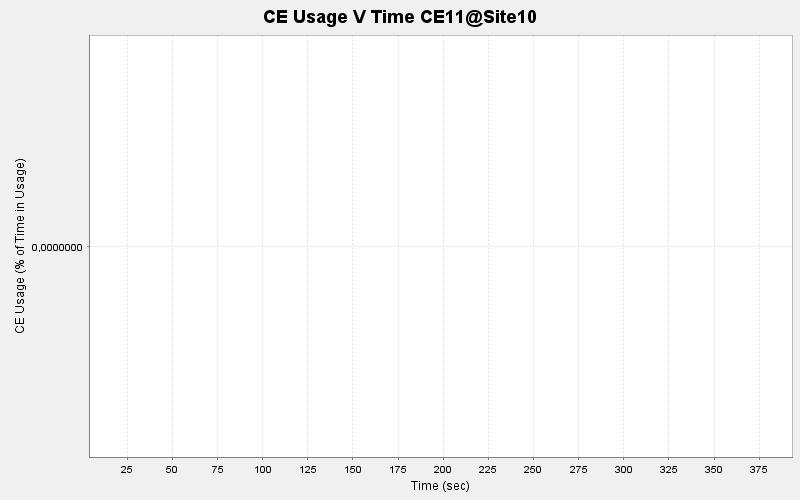 CE Usage V Time CE11@Site10
CE Usage (% of Time in Usage)
0,0000000
25 50 75 100 125 150 175 200 225 250 275 300 325 350 375
Time (sec)